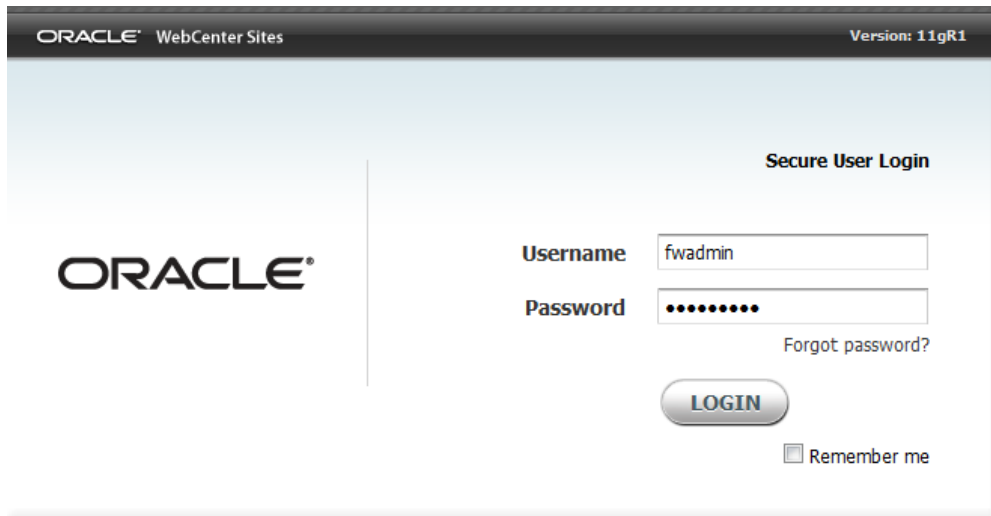 ORACLE® WebCenter Sites
Version: 11gR1
Secure User Login
ORACLE®
Username fwadmin
Password •••••••••
Forgot password?
LOGIN
Remember me